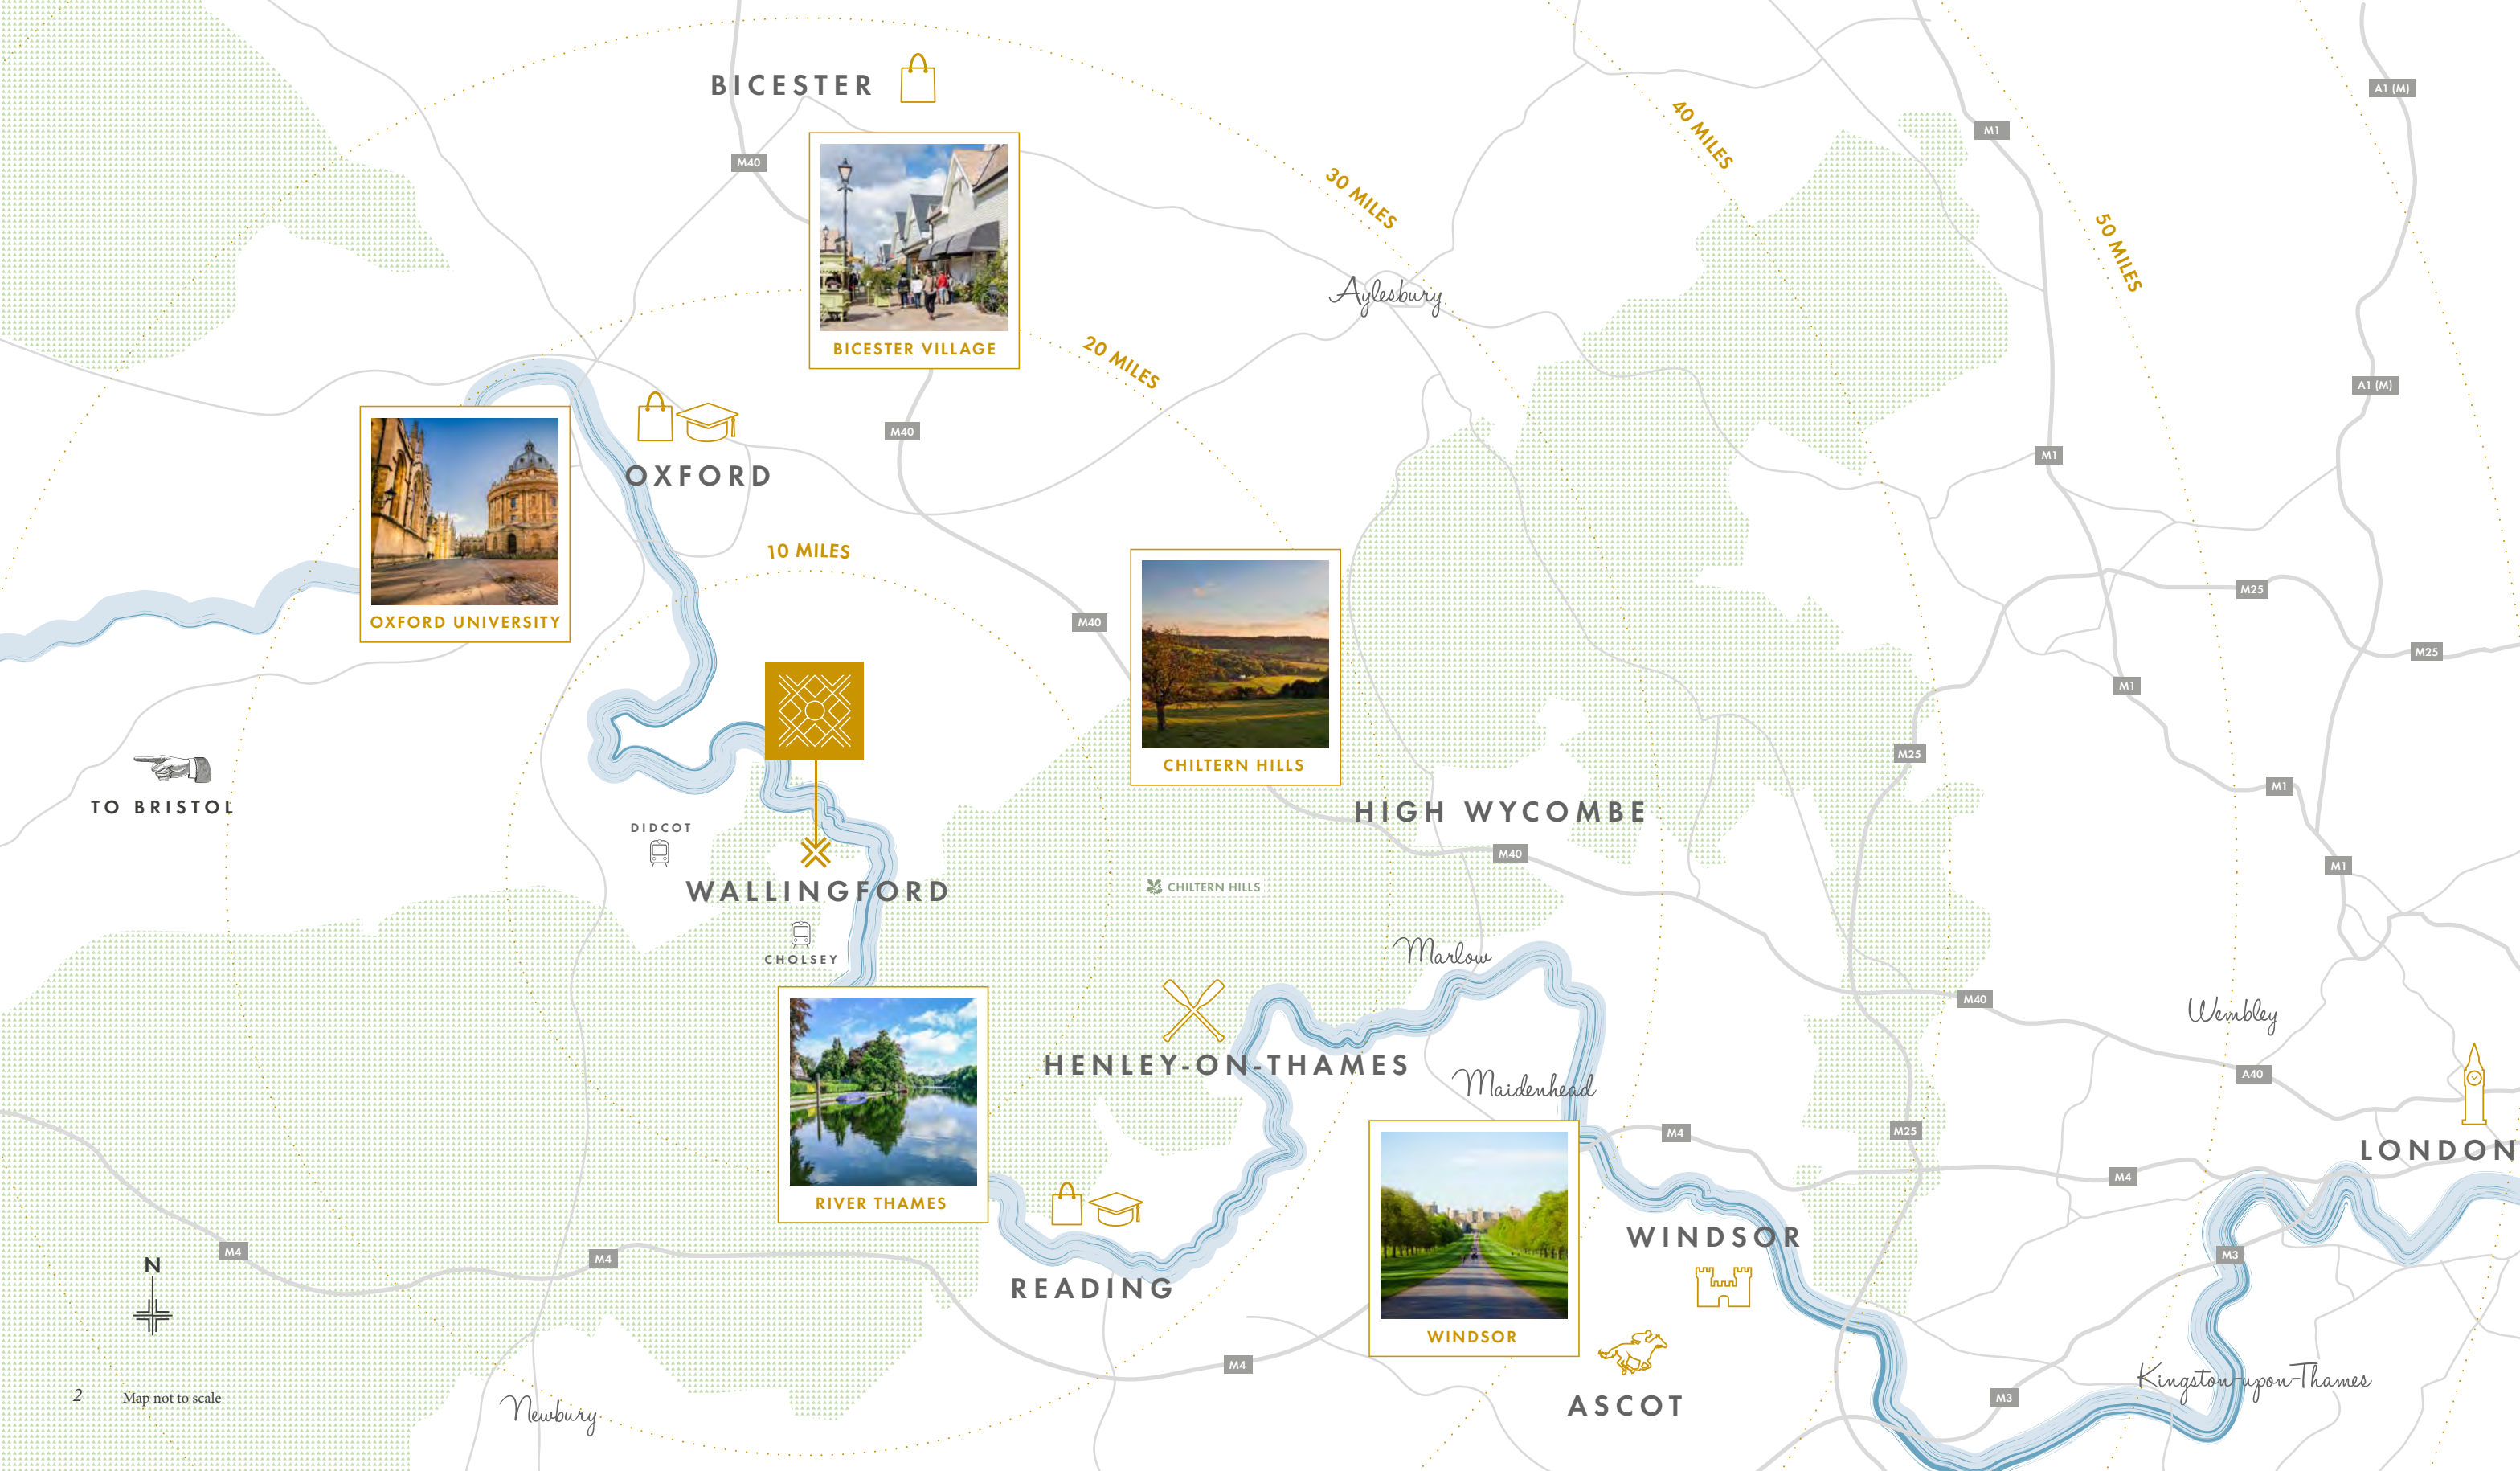 BICESTER
A1 (M)
40 MILES
M1
M40
30 MILES
50 MILES
Aylesbury
BICESTER VILLAGE
20 MILES
A1 (M)
M40
M1
OXFORD
10 MILES
M25
OXFORD UNIVERSITY
M40
M25
M1
CHILTERN HILLS
M25
M1
TO BRISTOL
HIGH WYCOMBE
DIDCOT
M40
M1
WALLINGFORD
CHILTERN HILLS
CHOLSEY
Marlow
M40
Wembley
HENLEY-ON-THAMES
Maidenhead
A40
M4
M25
LONDON
RIVER THAMES
M4
WINDSOR
M4
M4
M3
N
READING
WINDSOR
M4
Kingston-upon-Thames
2
Map not to scale
M3
Newbury
ASCOT